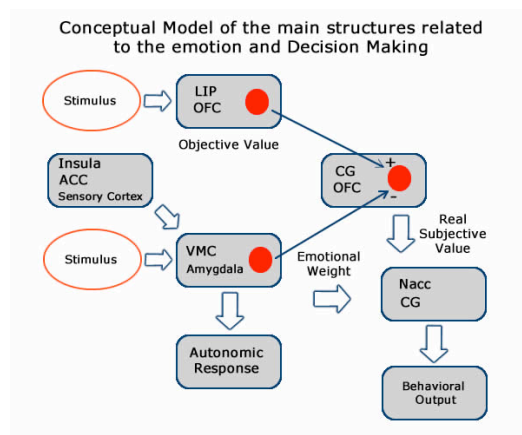 Conceptual Model of the main structures related
to the emotion and Decision Making
Stimulus
LIP
OFC
Objective Value
Insula
ACC
Sensory Cortex
CG
OFC
+
-
Stimulus
VMC
Amygdala
Emotional
Weight
Real
Subjective
Value
Nacc
CG
Autonomic
Response
Behavioral
Output